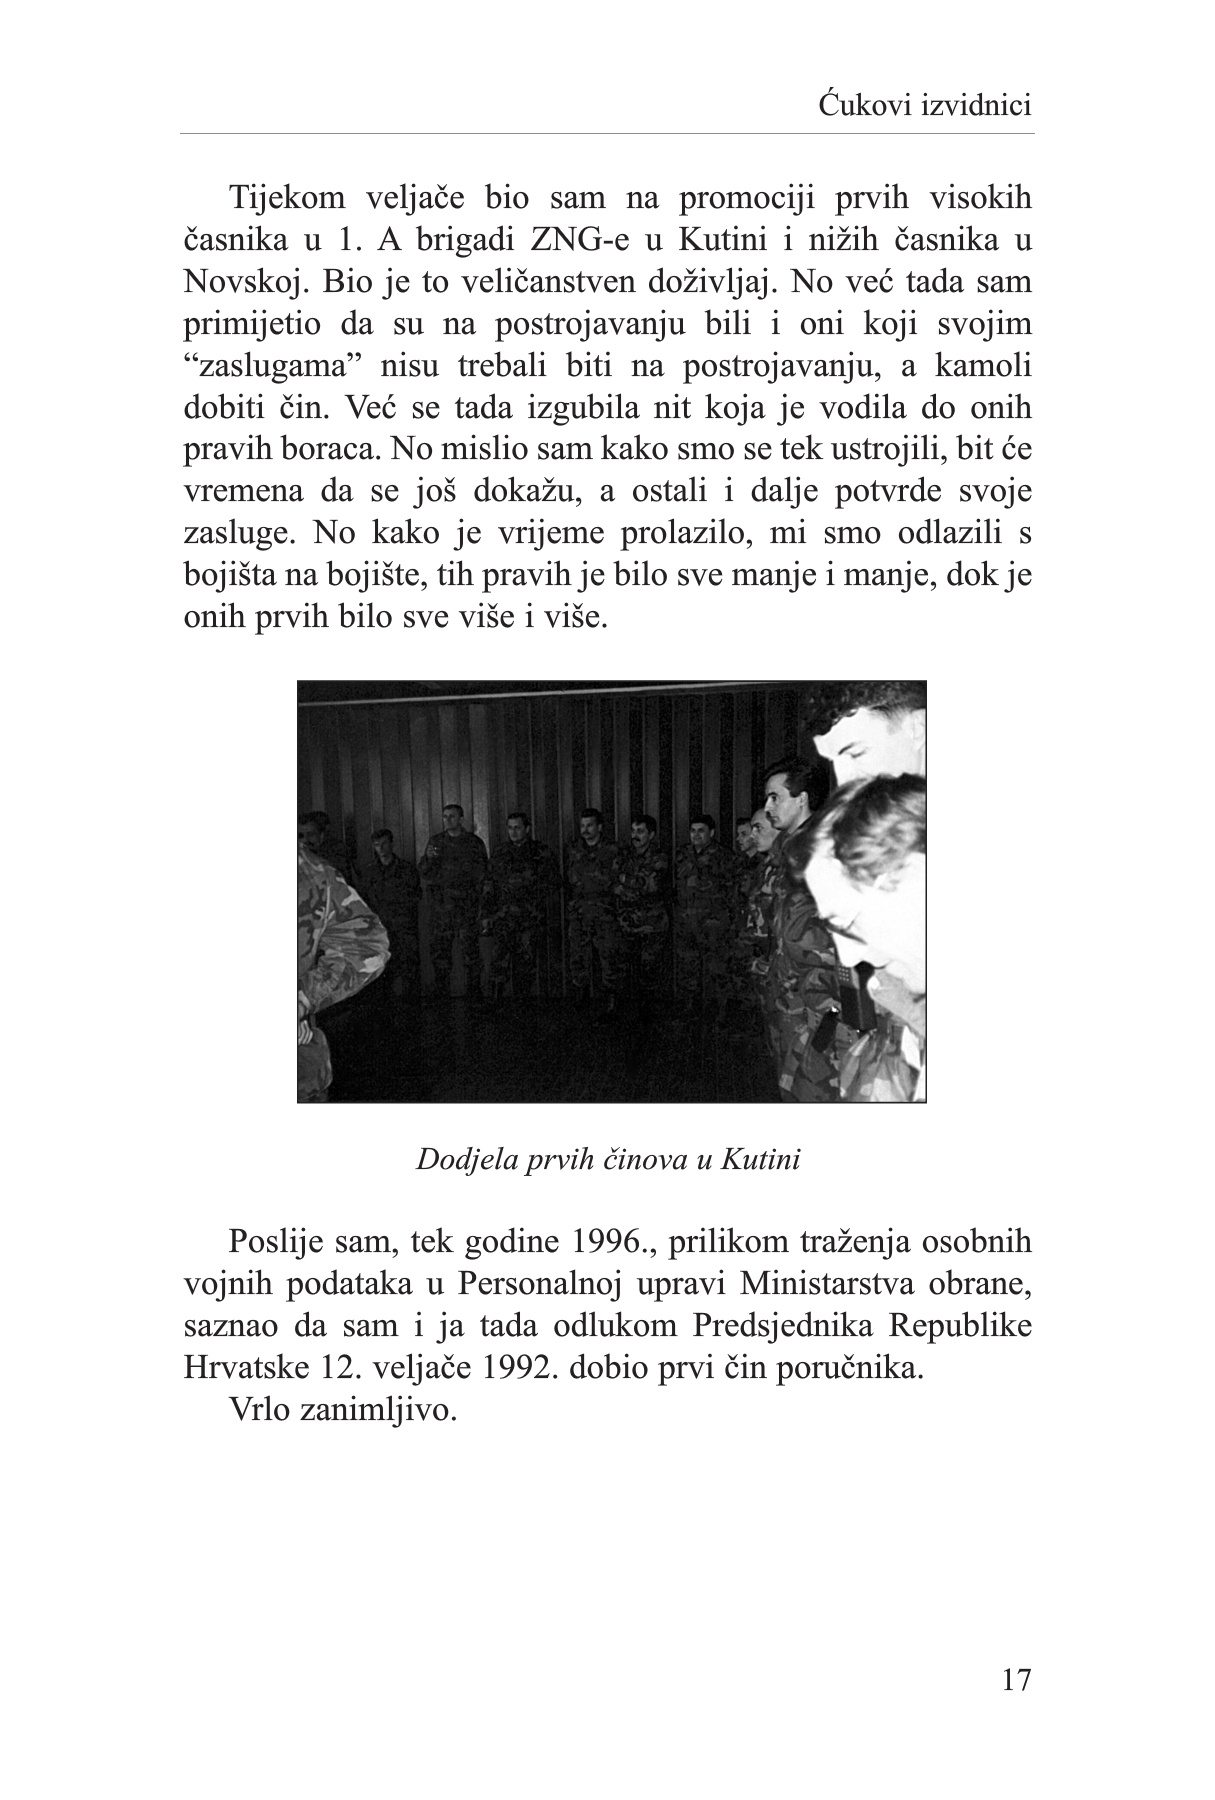 Ćukovi izvidnici
Tijekom veljače bio sam na promociji prvih visokih
časnika u 1. A brigadi ZNG-e u Kutini i nižih časnika u
Novskoj. Bio je to veličanstven doživljaj. No već tada sam
primijetio da su na postrojavanju bili i oni koji svojim
“zaslugama” nisu trebali biti na postrojavanju, a kamoli
dobiti čin. Već se tada izgubila nit koja je vodila do onih
pravih boraca. No mislio sam kako smo se tek ustrojili, bit će
vremena da se još dokažu, a ostali i dalje potvrde svoje
zasluge. No kako je vrijeme prolazilo, mi smo odlazili s
bojišta na bojište, tih pravih je bilo sve manje i manje, dok je
onih prvih bilo sve više i više.
Dodjela prvih činova u Kutini
Poslije sam, tek godine 1996., prilikom traženja osobnih
vojnih podataka u Personalnoj upravi Ministarstva obrane,
saznao da sam i ja tada odlukom Predsjednika Republike
Hrvatske 12. veljače 1992. dobio prvi čin poručnika.
Vrlo zanimljivo.
17